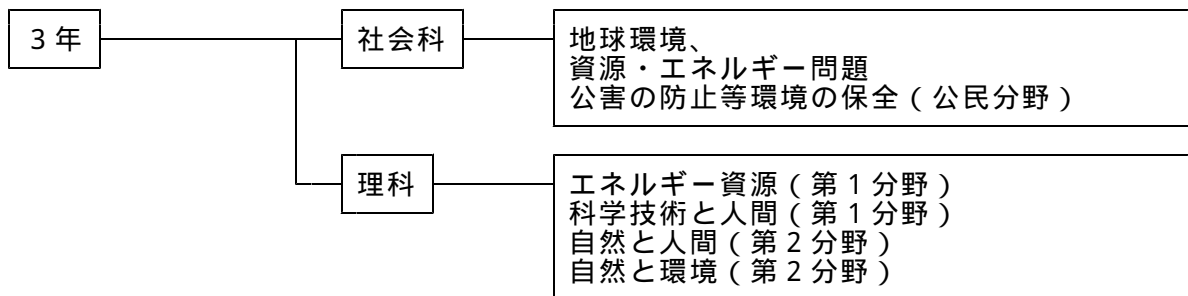 3年
社会科
地球環境、
資源・エネルギー問題
公害の防止等環境の保全(公民分野)
理科
エネルギー資源(第1分野)
科学技術と人間(第1分野)
自然と人間(第2分野)
自然と環境(第2分野)